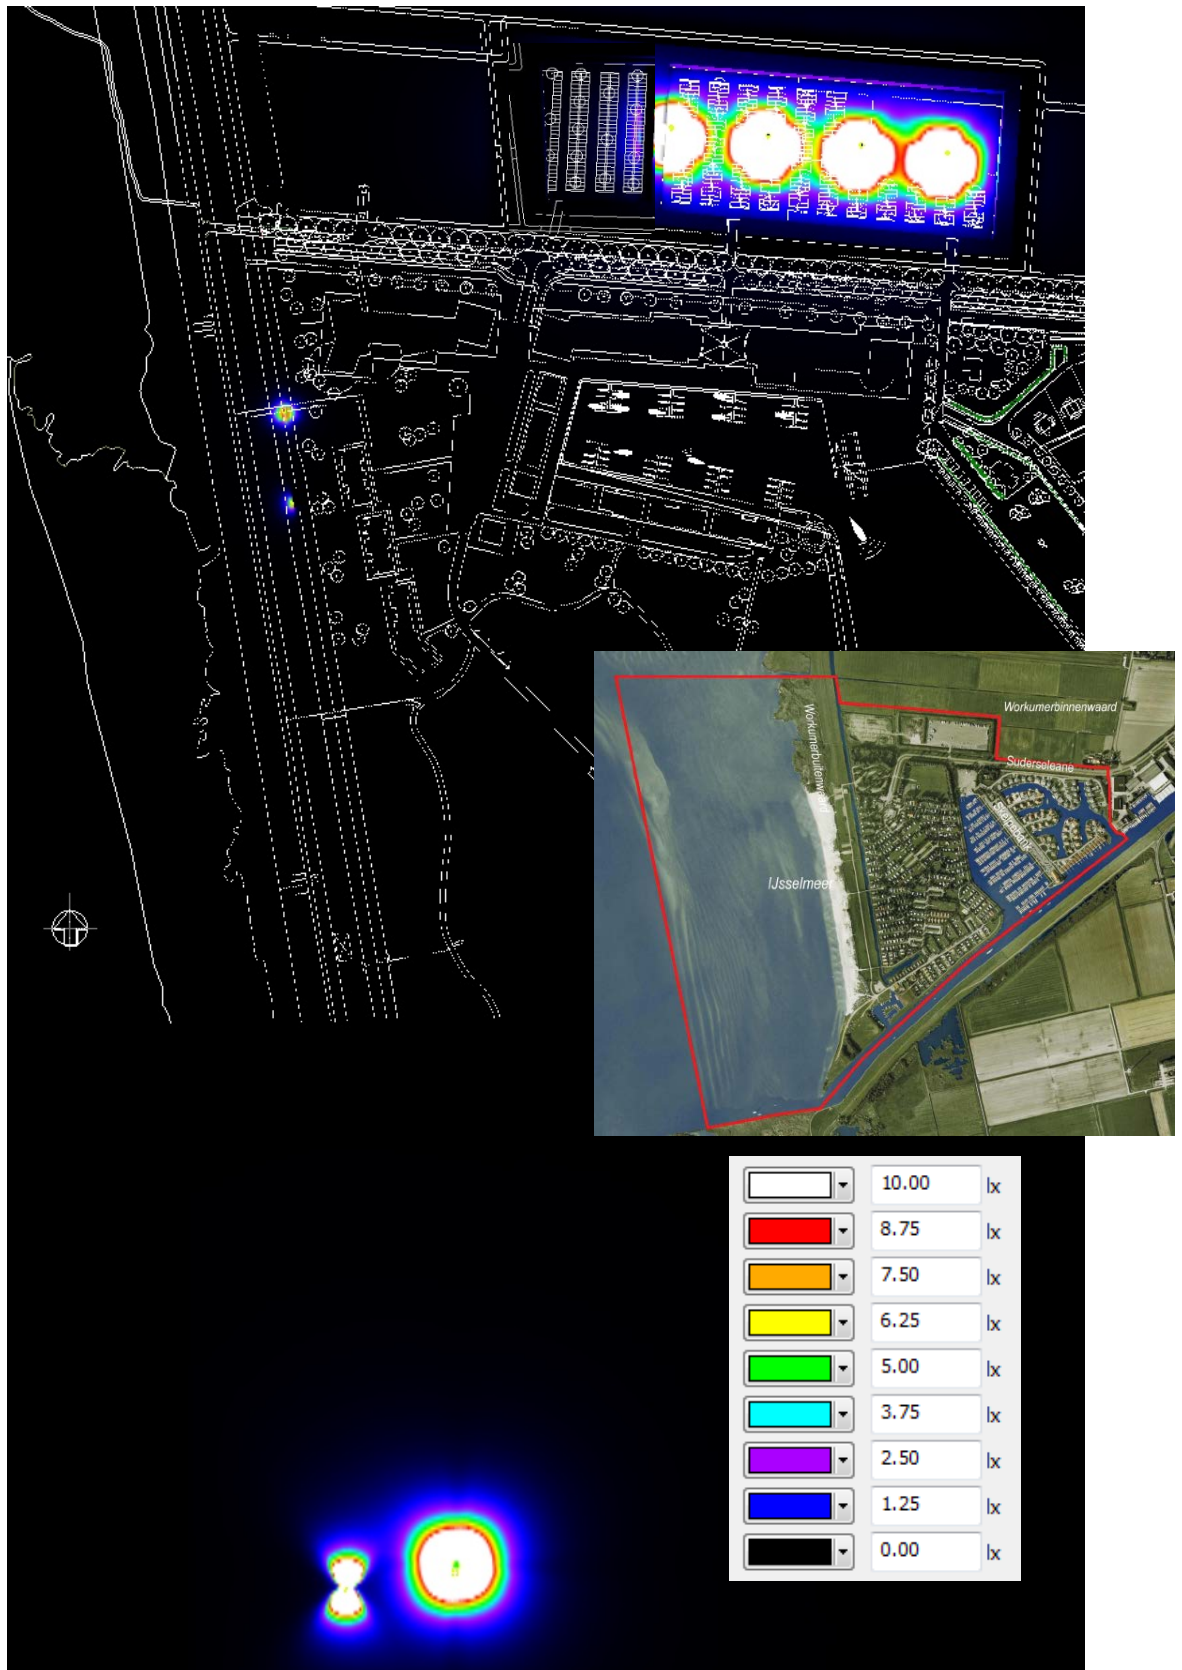 Workumerbinnenwaard
Workumerbuitenwaard
Suderseleane
Séeleânbank
IJsselmeer
10.00 lx
8.75 lx
7.50 lx
6.25 lx
5.00 lx
3.75 lx
2.50 lx
1.25 lx
0.00 lx